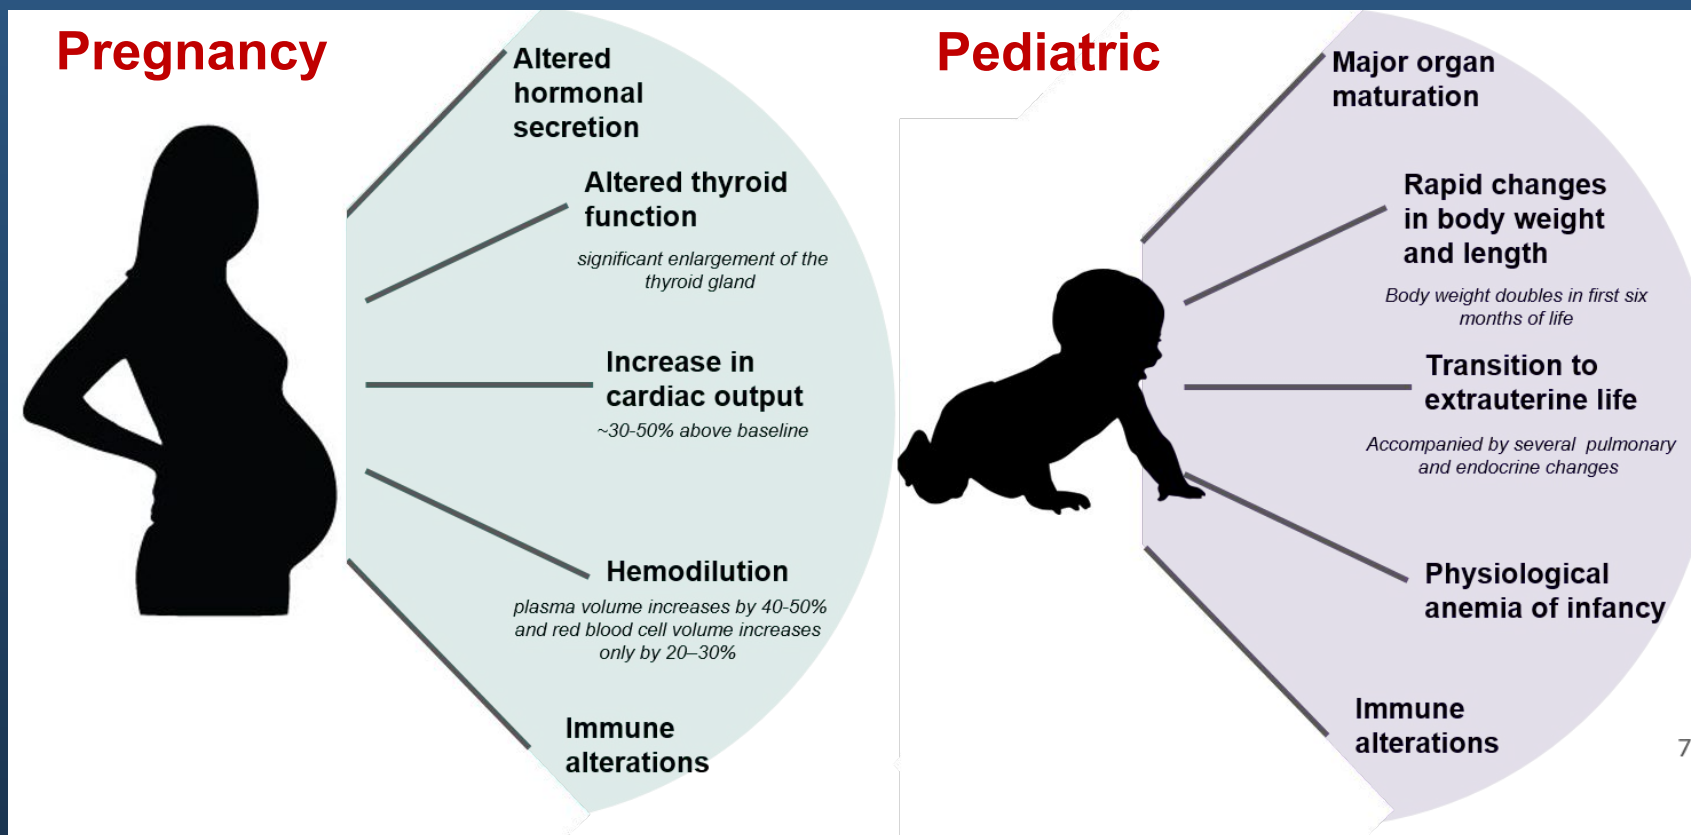 Pregnancy
Altered
hormonal
secretion
Altered thyroid
function
significant enlargement of the
thyroid gland
Increase in
cardiac output
~30-50% above baseline
Hemodilution
plasma volume increases by 40-50%
and red blood cell volume increases
only by 20–30%
Immune
alterations
Pediatric
Major organ
maturation
Rapid changes
in body weight
and length
Body weight doubles in first six
months of life
Transition to
extrauterine life
Accompanied by several pulmonary
and endocrine changes
Physiological
anemia of infancy
Immune
alterations
7